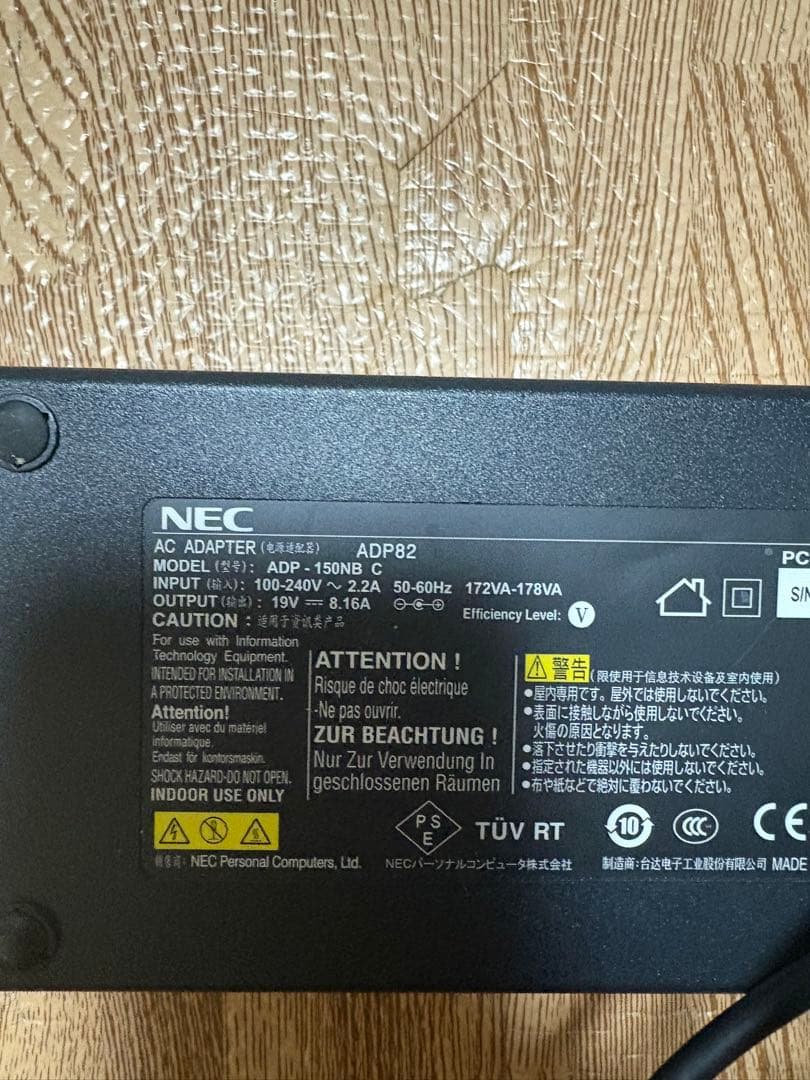 NEC
AC ADAPTER (电源适配器) ADP82
MODEL (型号): ADP-150NB C
INPUT (输入): 100-240V ~ 2.2A 50-60Hz 172VA-178VA
OUTPUT (输出): 19V ⎓ 8.16A
Efficiency Level: V
PC
S/N
CAUTION : 适用于資訊类产品
For use with Information
Technology Equipment.
INTENDED FOR INSTALLATION IN
A PROTECTED ENVIRONMENT.
Attention!
Utiliser avec du matériel
informatique.
Endast för kontorsmaskin.
SHOCK HAZARD-DO NOT OPEN.
INDOOR USE ONLY
ATTENTION !
Risque de choc électrique
-Ne pas ouvrir.
ZUR BEACHTUNG !
Nur Zur Verwendung In
geschlossenen Räumen
警告 (限使用于信息技术设备及室内使用)
●屋内専用です。屋外では使用しないでください。
●表面に接触しながら使用しないでください。
火傷の原因となります。
●落下させたり衝撃を与えたりしないでください。
●指定された機器以外には使用しないでください。
●布や紙などで絶対に覆わないでください。
PSE
TÜV RT
10
CCC
CE
销售商: NEC Personal Computers, Ltd.
NECパーソナルコンピュータ株式会社
制造商:台达电子工业股份有限公司 MADE